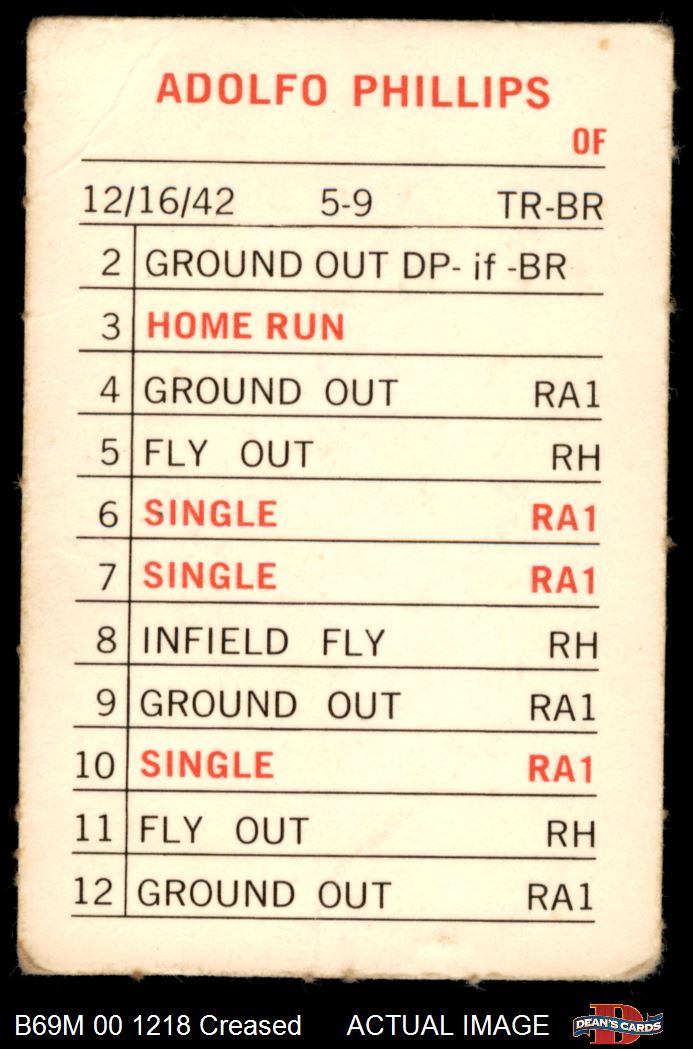 ADOLFO PHILLIPS
OF
12/16/42 5-9 TR-BR
2 GROUND OUT DP- if -BR
3 HOME RUN
4 GROUND OUT RA1
5 FLY OUT RH
6 SINGLE RA1
7 SINGLE RA1
8 INFIELD FLY RH
9 GROUND OUT RA1
10 SINGLE RA1
11 FLY OUT RH
12 GROUND OUT RA1
B69M 00 1218 Creased ACTUAL IMAGE D DEAN'S CARDS